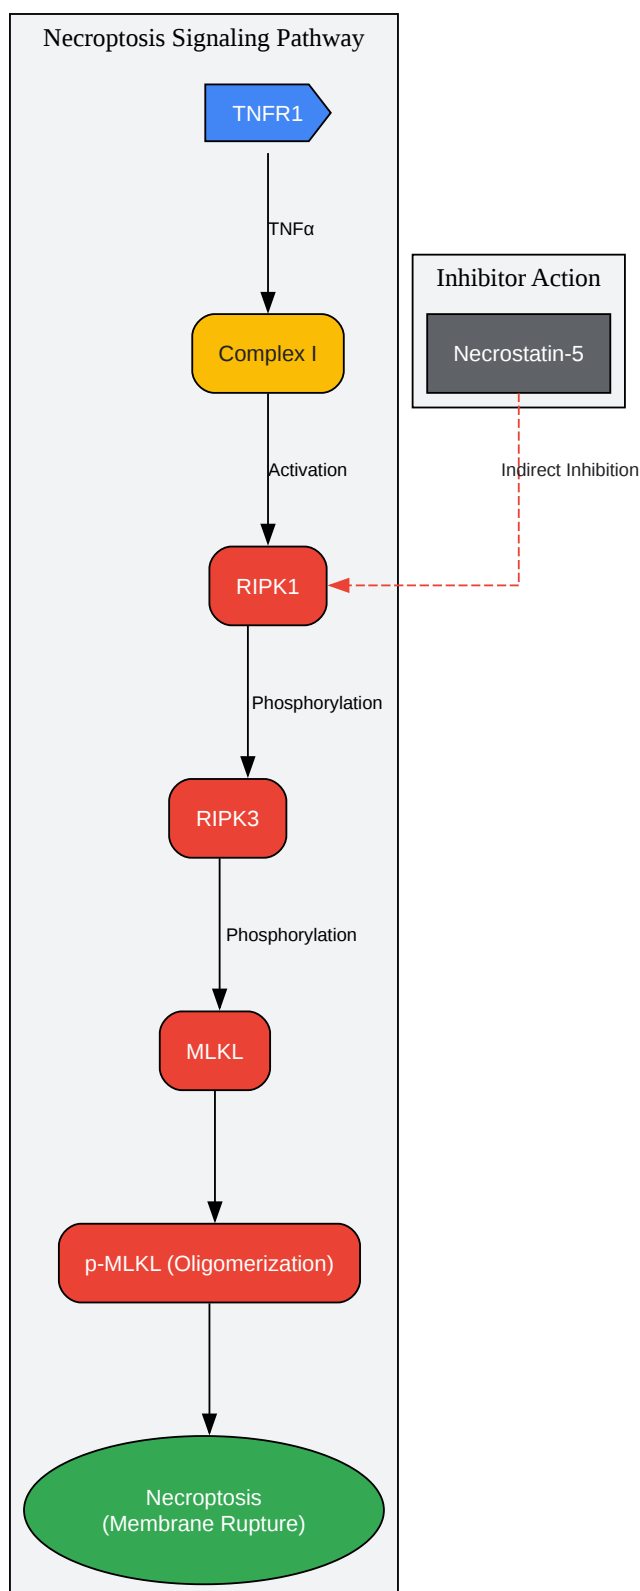 Necroptosis Signaling Pathway
TNFR1
TNFα
Inhibitor Action
Complex I
Necrostatin-5
Activation
Indirect Inhibition
RIPK1
Phosphorylation
RIPK3
Phosphorylation
MLKL
p-MLKL (Oligomerization)
Necroptosis
(Membrane Rupture)